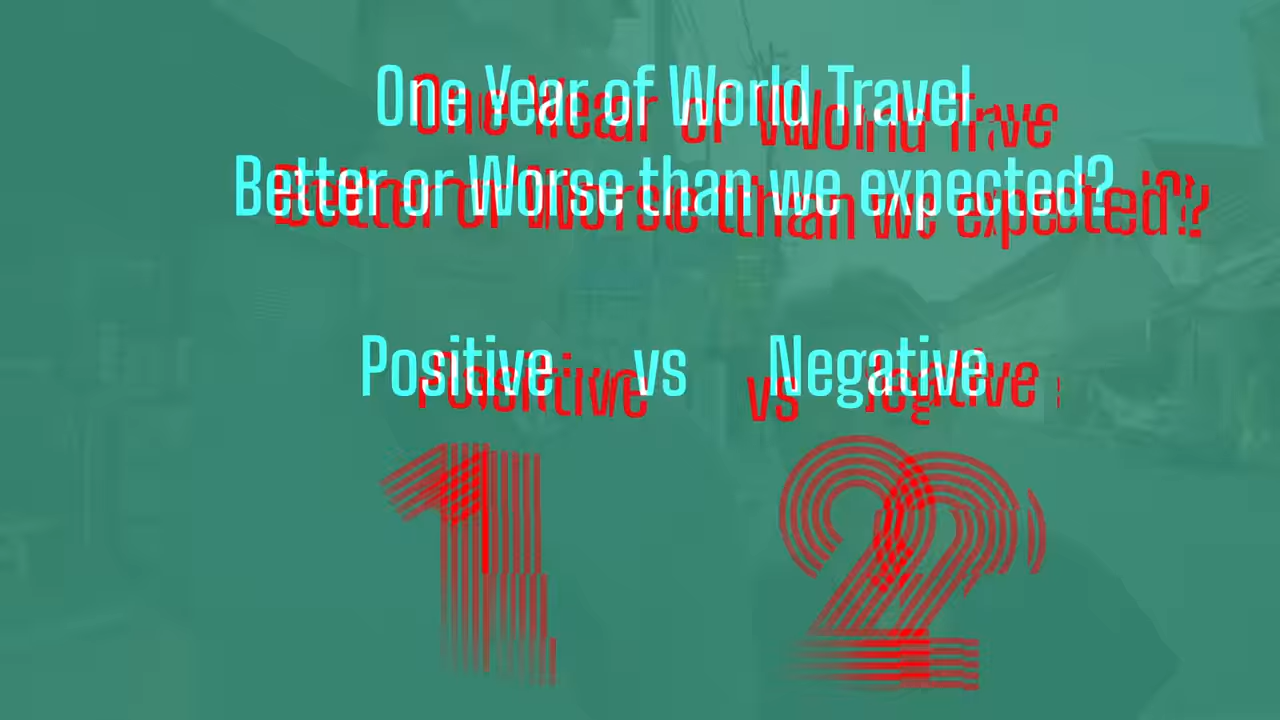 One Year of World Travel
Better or Worse than we expected?
Positive vs Negative
1 2